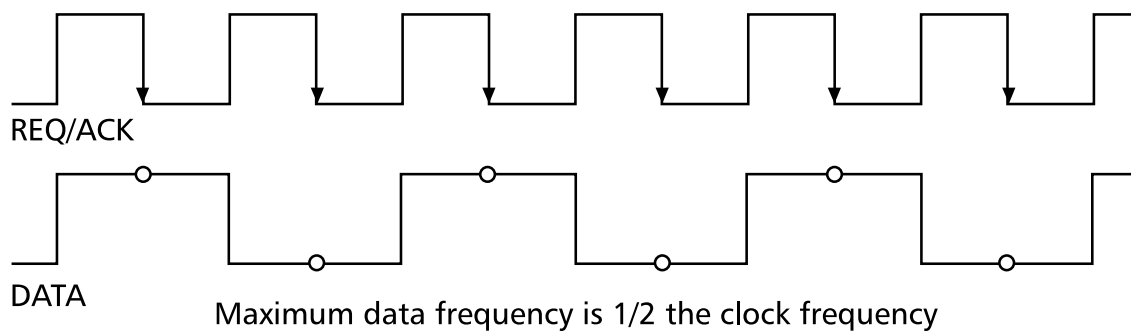 REQ/ACK
DATA
Maximum data frequency is 1/2 the clock frequency